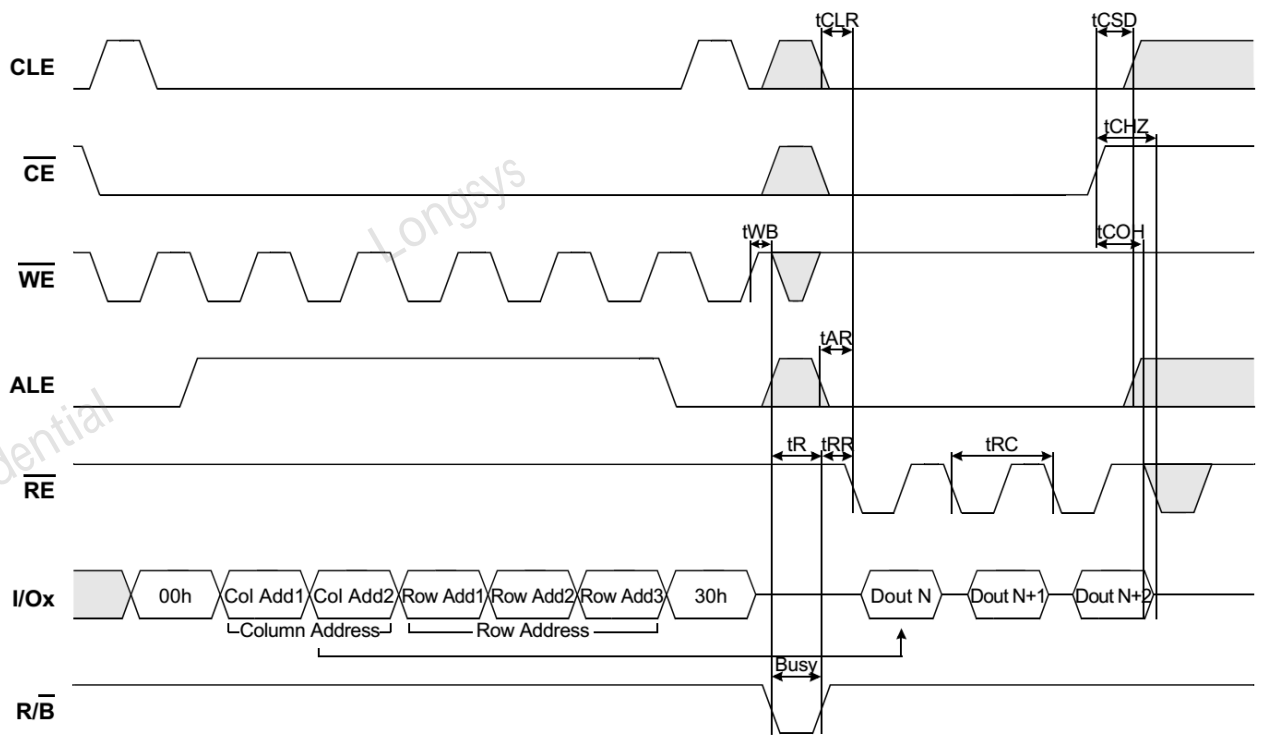 tCLR
tCSD
CLE
tCHZ
CE
Longsys
tWB
tCOH
WE
tAR
ALE
dential
tR
tRR
tRC
RE
I/Ox
00h
Col Add1
Col Add2
Row Add1
Row Add2
Row Add3
30h
Dout N
Dout N+1
Dout N+2
Column Address
Row Address
Busy
R/B